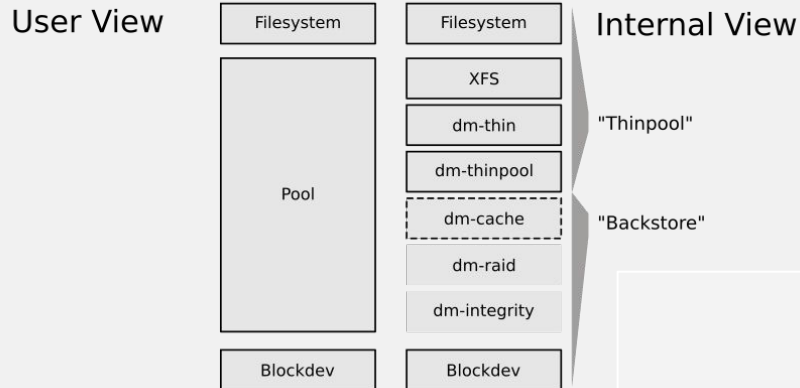 User View
Internal View
Filesystem
Filesystem
Pool
XFS
dm-thin
dm-thinpool
dm-cache
dm-raid
dm-integrity
"Thinpool"
"Backstore"
Blockdev
Blockdev